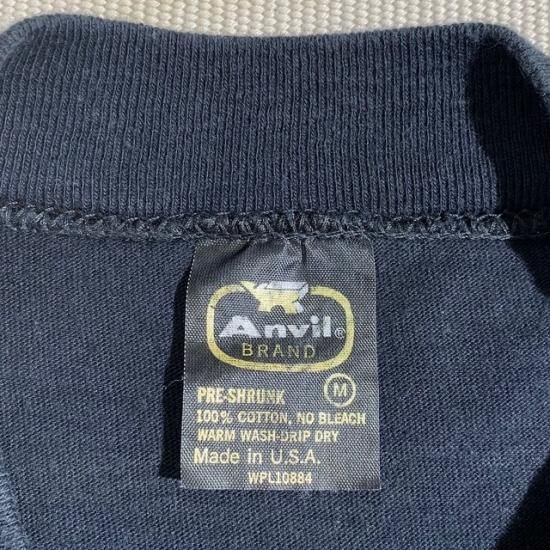 Anvil®
BRAND
PRE-SHRUNK M
100% COTTON, NO BLEACH
WARM WASH-DRIP DRY
Made in U.S.A.
WPL10884